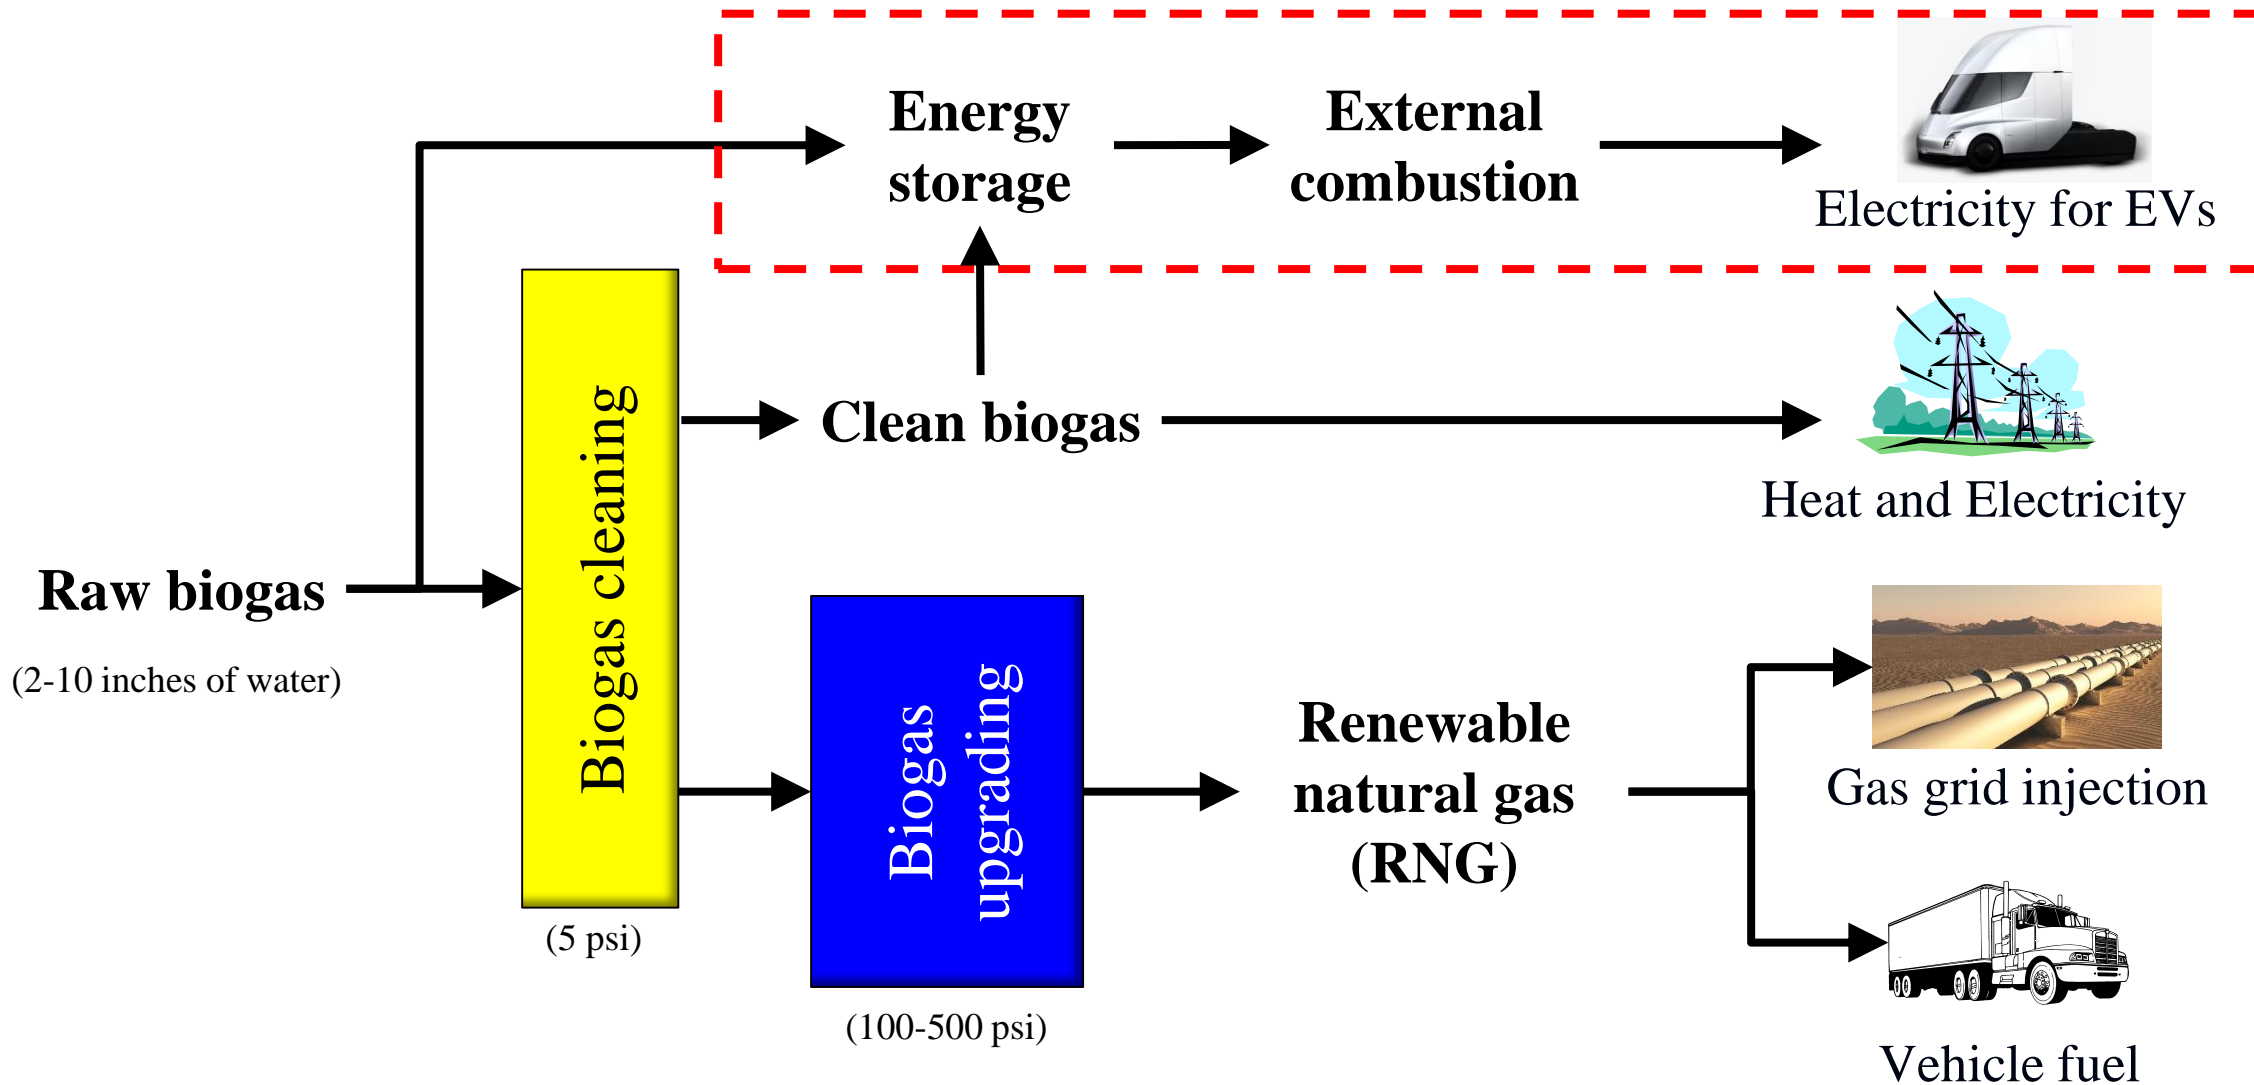 Energy
storage
External
combustion
Electricity for EVs
Biogas cleaning
Clean biogas
Heat and Electricity
Raw biogas
(2-10 inches of water)
Biogas
upgrading
Renewable
natural gas
(RNG)
Gas grid injection
(5 psi)
(100-500 psi)
Vehicle fuel